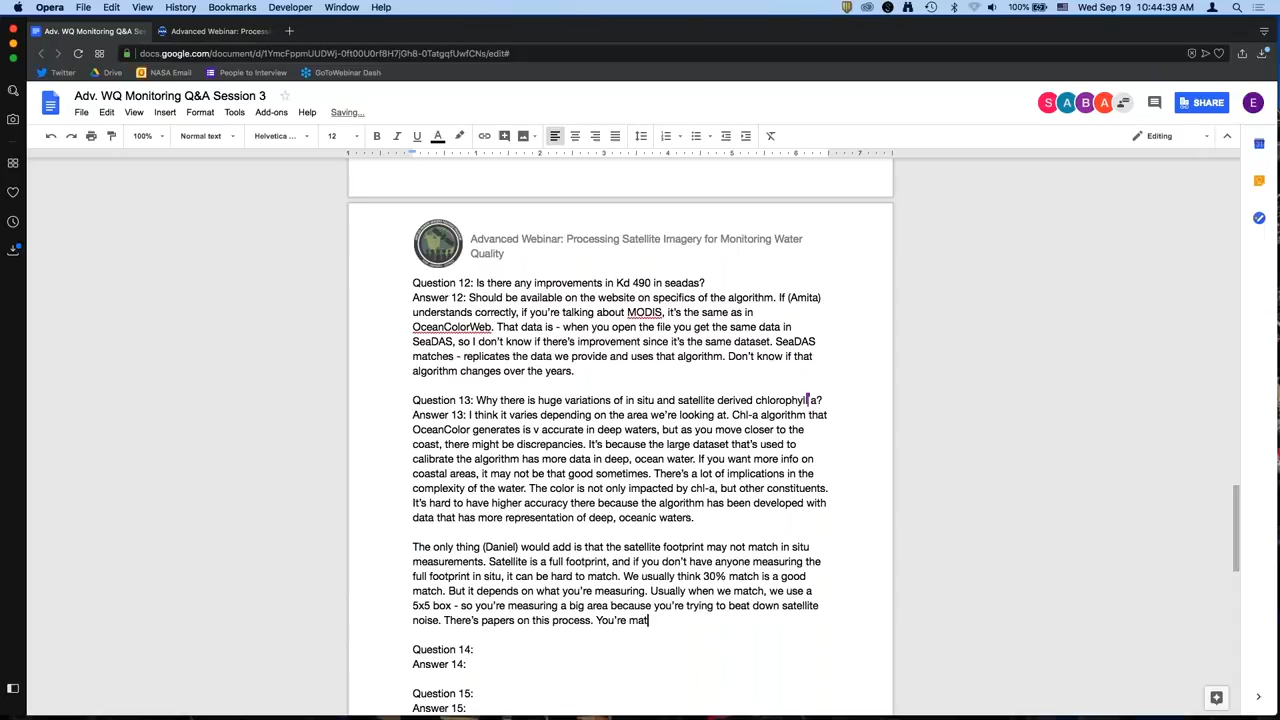 Opera File Edit View History Bookmarks Developer Window Help 100% Wed Sep 19 10:44:39 AM
Adv. WQ Monitoring Q&A Sessi Advanced Webinar: Processi
docs.google.com/document/d/1YmcFppmUUDWj-0ft00U0rf8H7jGh8-0TatgqfUwfCNs/edit#
Twitter Drive NASA Email People to Interview GoToWebinar Dash
Adv. WQ Monitoring Q&A Session 3
File Edit View Insert Format Tools Add-ons Help Saving...
S A B A SHARE E
100% Normal text Helvetica ... 12 B I U A Editing
1 1 2 3 4 5 6 7
Advanced Webinar: Processing Satellite Imagery for Monitoring Water
Quality
Question 12: Is there any improvements in Kd 490 in seadas?
Answer 12: Should be available on the website on specifics of the algorithm. If (Amita)
understands correctly, if you're talking about MODIS, it's the same as in
OceanColorWeb. That data is - when you open the file you get the same data in
SeaDAS, so I don't know if there's improvement since it's the same dataset. SeaDAS
matches - replicates the data we provide and uses that algorithm. Don't know if that
algorithm changes over the years.
Question 13: Why there is huge variations of in situ and satellite derived chlorophyll a?
Answer 13: I think it varies depending on the area we're looking at. Chl-a algorithm that
OceanColor generates is v accurate in deep waters, but as you move closer to the
coast, there might be discrepancies. It's because the large dataset that's used to
calibrate the algorithm has more data in deep, ocean water. If you want more info on
coastal areas, it may not be that good sometimes. There's a lot of implications in the
complexity of the water. The color is not only impacted by chl-a, but other constituents.
It's hard to have higher accuracy there because the algorithm has been developed with
data that has more representation of deep, oceanic waters.
The only thing (Daniel) would add is that the satellite footprint may not match in situ
measurements. Satellite is a full footprint, and if you don't have anyone measuring the
full footprint in situ, it can be hard to match. We usually think 30% match is a good
match. But it depends on what you're measuring. Usually when we match, we use a
5x5 box - so you're measuring a big area because you're trying to beat down satellite
noise. There's papers on this process. You're mat
Question 14:
Answer 14:
Question 15:
Answer 15: